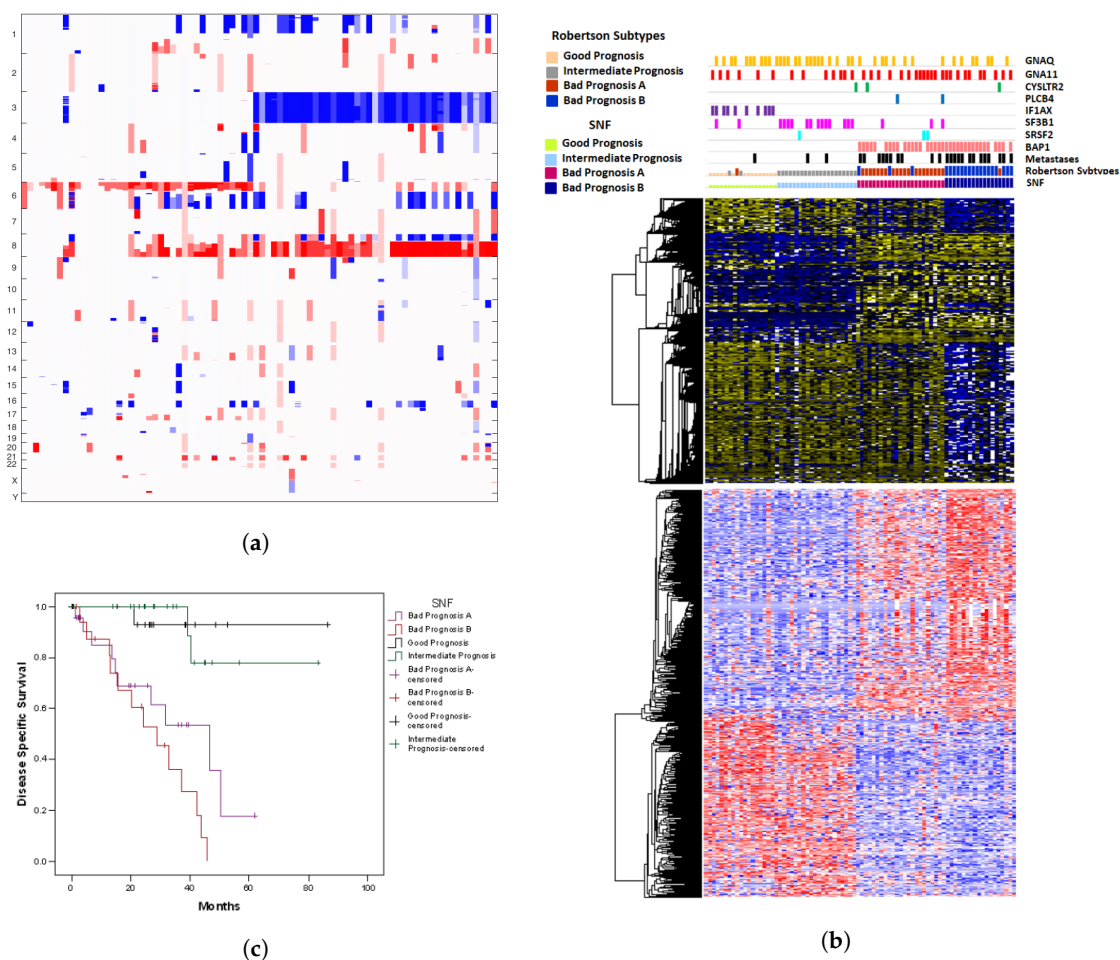 1
2
3
4
5
6
7
8
9
10
11
12
13
14
15
16
17
18
19
20
21
22
X
Y
(a)
(b)
Robertson Subtypes
Good Prognosis
Intermediate Prognosis
Bad Prognosis A
Bad Prognosis B
SNF
Good Prognosis
Intermediate Prognosis
Bad Prognosis A
Bad Prognosis B
GNAQ
GNA11
CYSLTR2
PLCB4
IF1AX
SF3B1
SRSF2
BAP1
Metastases
Robertson Subtvoes
SNF
Disease Specific Survival
1.0
0.8
0.6
0.4
0.2
0.0
0
20
40
60
80
100
Months
SNF
Bad Prognosis A
Bad Prognosis B
Good Prognosis
Intermediate Prognosis
Bad Prognosis A-
censored
Bad Prognosis B-
censored
Good Prognosis-
censored
Intermediate
Prognosis-censored
(c)